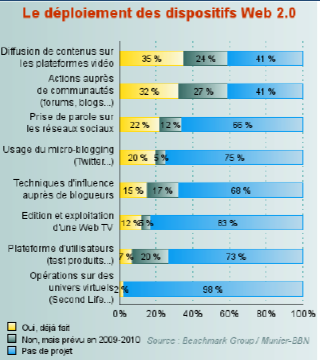 Le déploiement des dispositifs Web 2.0
Diffusion de contenus sur
les plateformes vidéo
35 % 24 % 41 %
Actions auprès
de communautés
(forums, blogs...)
32 % 27 % 41 %
Prise de parole sur
les réseaux sociaux
22 % 12 % 66 %
Usage du micro-blogging
(Twitter...)
20 % 5 % 75 %
Techniques d'influence
auprès de blogueurs
15 % 17 % 68 %
Edition et exploitation
d'une Web TV
12 % 5 % 83 %
Plateforme d'utilisateurs
(test produits...)
7 % 20 % 73 %
Opérations sur des
univers virtuels
(Second Life...)
2 % 98 %
0% 20% 40% 60% 80% 100%
Oui, déjà fait
Non, mais prévu en 2009-2010
Source : Benchmark Group / Munier-BBN
Pas de projet